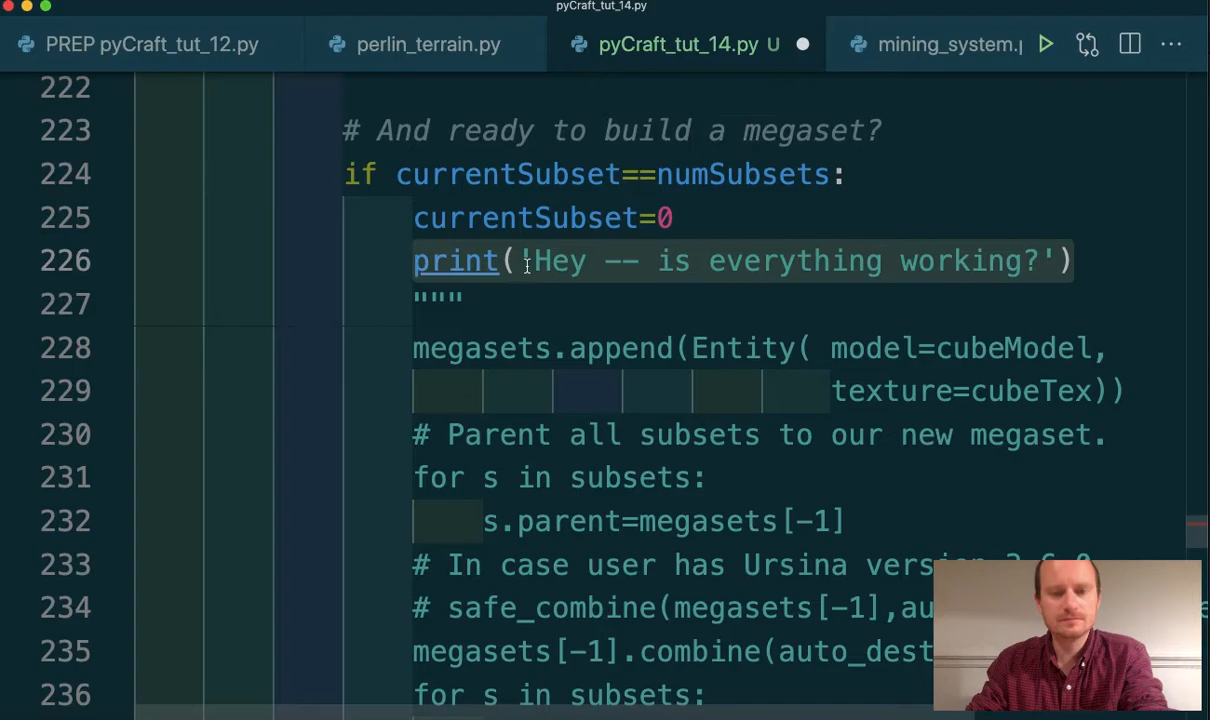 pyCraft_tut_14.py
PREP pyCraft_tut_12.py perlin_terrain.py pyCraft_tut_14.py U mining_system.p
222
223 # And ready to build a megaset?
224 if currentSubset==numSubsets:
225 currentSubset=0
226 print('Hey -- is everything working?')
227 """
228 megasets.append(Entity( model=cubeModel,
229 texture=cubeTex))
230 # Parent all subsets to our new megaset.
231 for s in subsets:
232 s.parent=megasets[-1]
233 # In case user has Ursina version
234 # safe_combine(megasets[-1],au
235 megasets[-1].combine(auto_dest
236 for s in subsets: